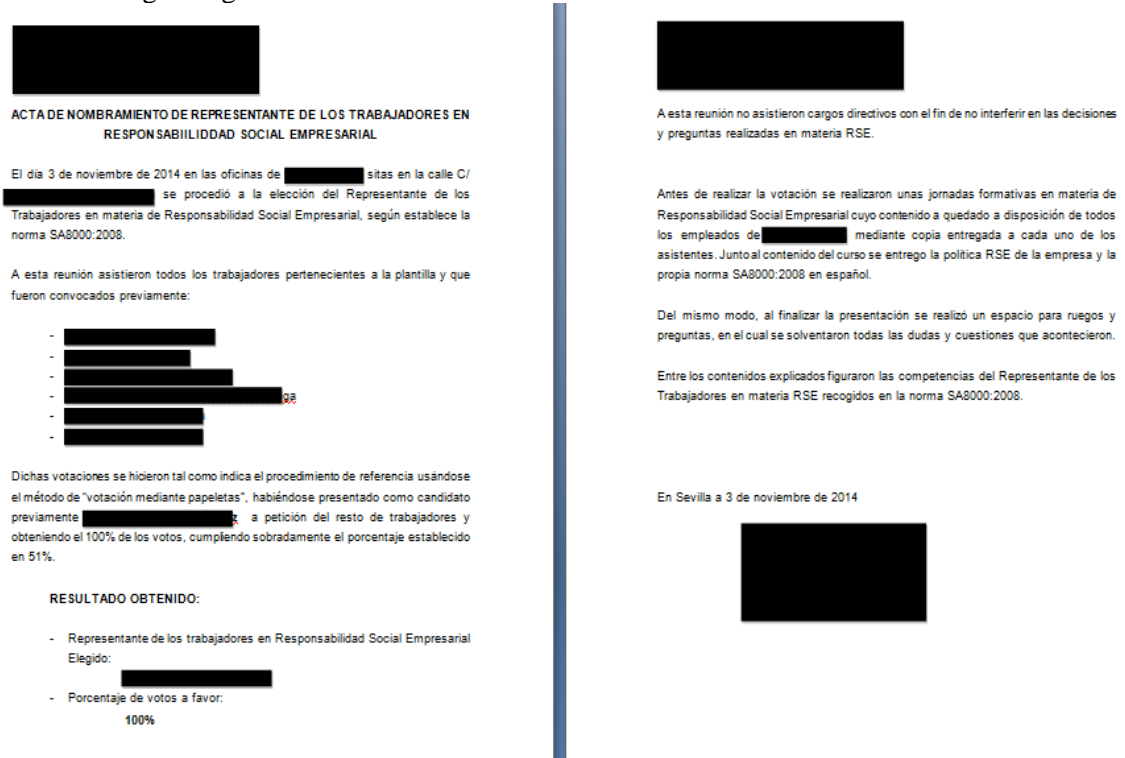 ACTA DE NOMBRAMIENTO DE REPRESENTANTE DE LOS TRABAJADORES EN
RESPONSABIILIDDAD SOCIAL EMPRESARIAL
El día 3 de noviembre de 2014 en las oficinas de sitas en la calle C/
se procedió a la elección del Representante de los
Trabajadores en materia de Responsabilidad Social Empresarial, según establece la
norma SA8000:2008.
A esta reunión asistieron todos los trabajadores pertenecientes a la plantilla y que
fueron convocados previamente:
-
-
-
- ga
-
-
Dichas votaciones se hicieron tal como indica el procedimiento de referencia usándose
el método de "votación mediante papeletas", habiéndose presentado como candidato
previamente z a petición del resto de trabajadores y
obteniendo el 100% de los votos, cumpliendo sobradamente el porcentaje establecido
en 51%.
RESULTADO OBTENIDO:
- Representante de los trabajadores en Responsabilidad Social Empresarial
Elegido:
- Porcentaje de votos a favor:
100%
A esta reunión no asistieron cargos directivos con el fin de no interferir en las decisiones
y preguntas realizadas en materia RSE.
Antes de realizar la votación se realizaron unas jornadas formativas en materia de
Responsabilidad Social Empresarial cuyo contenido a quedado a disposición de todos
los empleados de mediante copia entregada a cada uno de los
asistentes. Junto al contenido del curso se entrego la política RSE de la empresa y la
propia norma SA8000:2008 en español.
Del mismo modo, al finalizar la presentación se realizó un espacio para ruegos y
preguntas, en el cual se solventaron todas las dudas y cuestiones que acontecieron.
Entre los contenidos explicados figuraron las competencias del Representante de los
Trabajadores en materia RSE recogidos en la norma SA8000:2008.
En Sevilla a 3 de noviembre de 2014